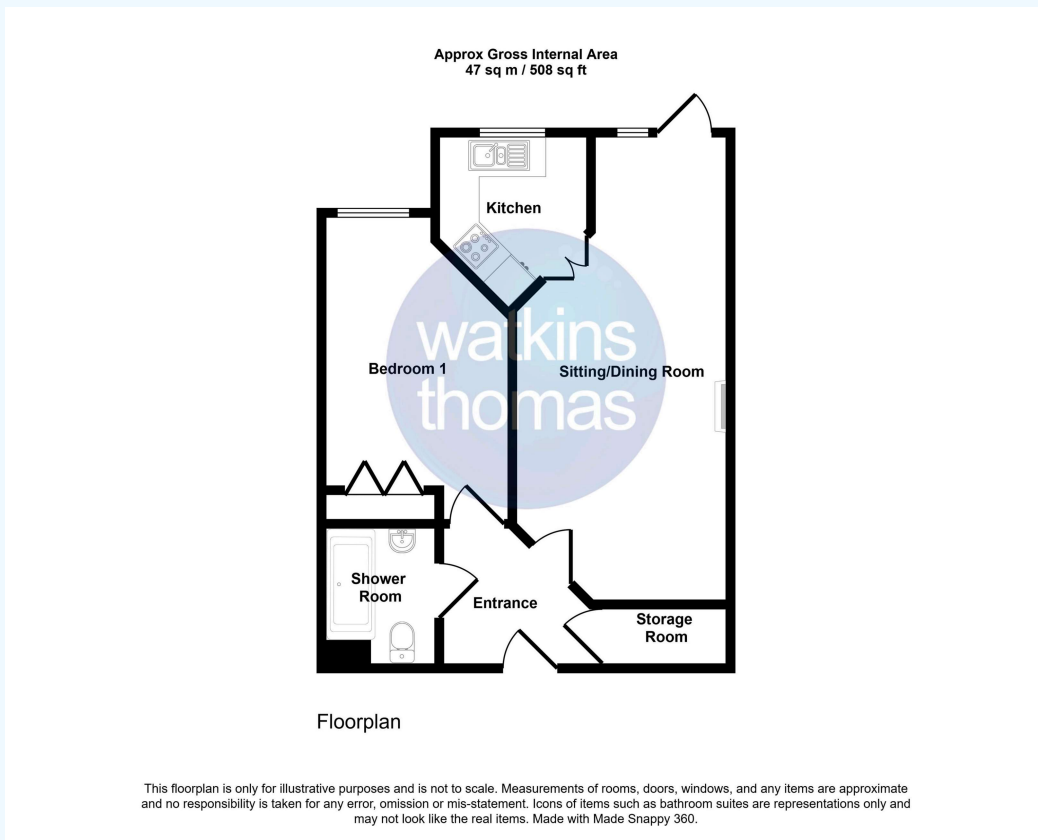 Approx Gross Internal Area
47 sq m / 508 sq ft
Kitchen
watkins
thomas
Bedroom 1
Sitting/Dining Room
Shower
Room
Entrance
Storage
Room
Floorplan
This floorplan is only for illustrative purposes and is not to scale. Measurements of rooms, doors, windows, and any items are approximate
and no responsibility is taken for any error, omission or mis-statement. Icons of items such as bathroom suites are representations only and
may not look like the real items. Made with Made Snappy 360.